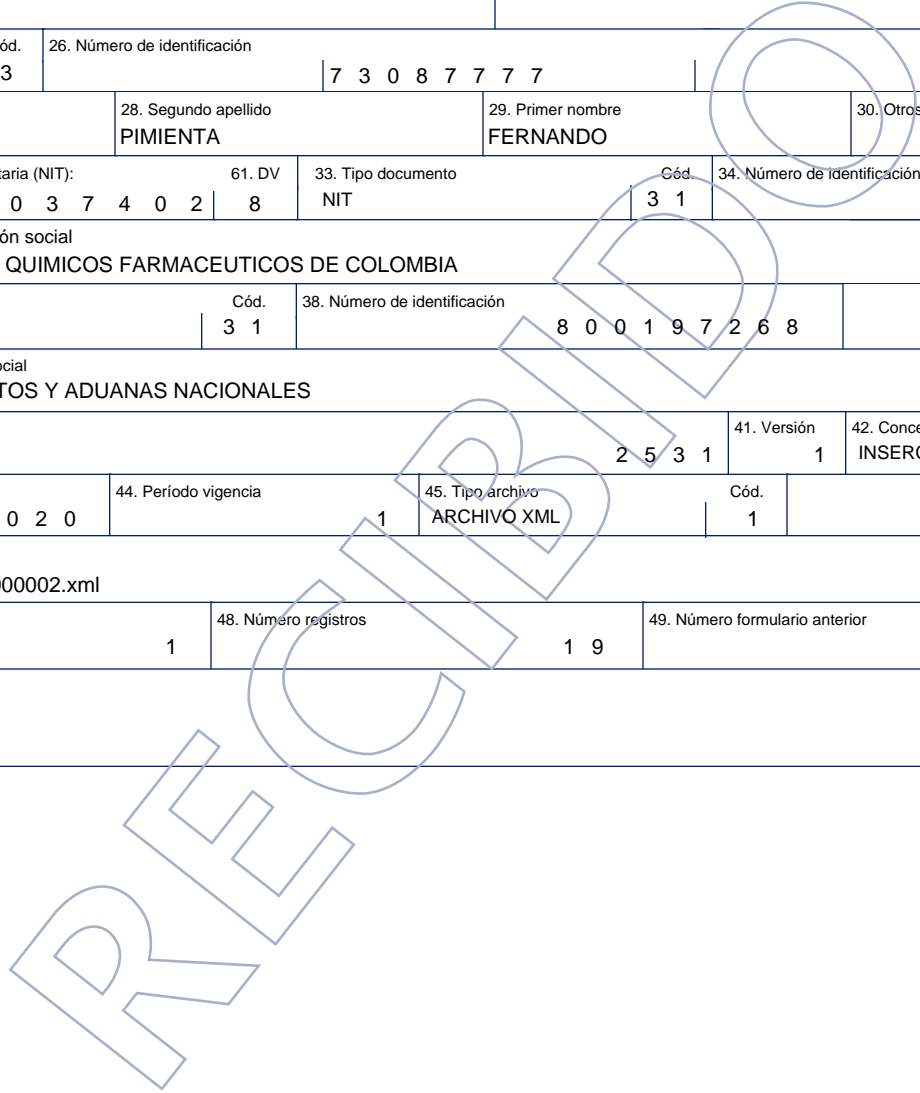 ód. 26. Número de identificación
3 7 3 0 8 7 7 7 7
28. Segundo apellido 29. Primer nombre 30. Otros
PIMIENTA FERNANDO
taria (NIT): 61. DV 33. Tipo documento Cód. 34. Número de identificación
0 3 7 4 0 2 8 NIT 3 1
ón social
QUIMICOS FARMACEUTICOS DE COLOMBIA
Cód. 38. Número de identificación
3 1 8 0 0 1 9 7 2 6 8
ocial
TOS Y ADUANAS NACIONALES
41. Versión 42. Conce
2 5 3 1 1 INSERC
44. Período vigencia 45. Tipo archivo Cód.
0 2 0 1 ARCHIVO XML 1
000002.xml
48. Número registros 49. Número formulario anterior
1 1 9
RECIBIDO